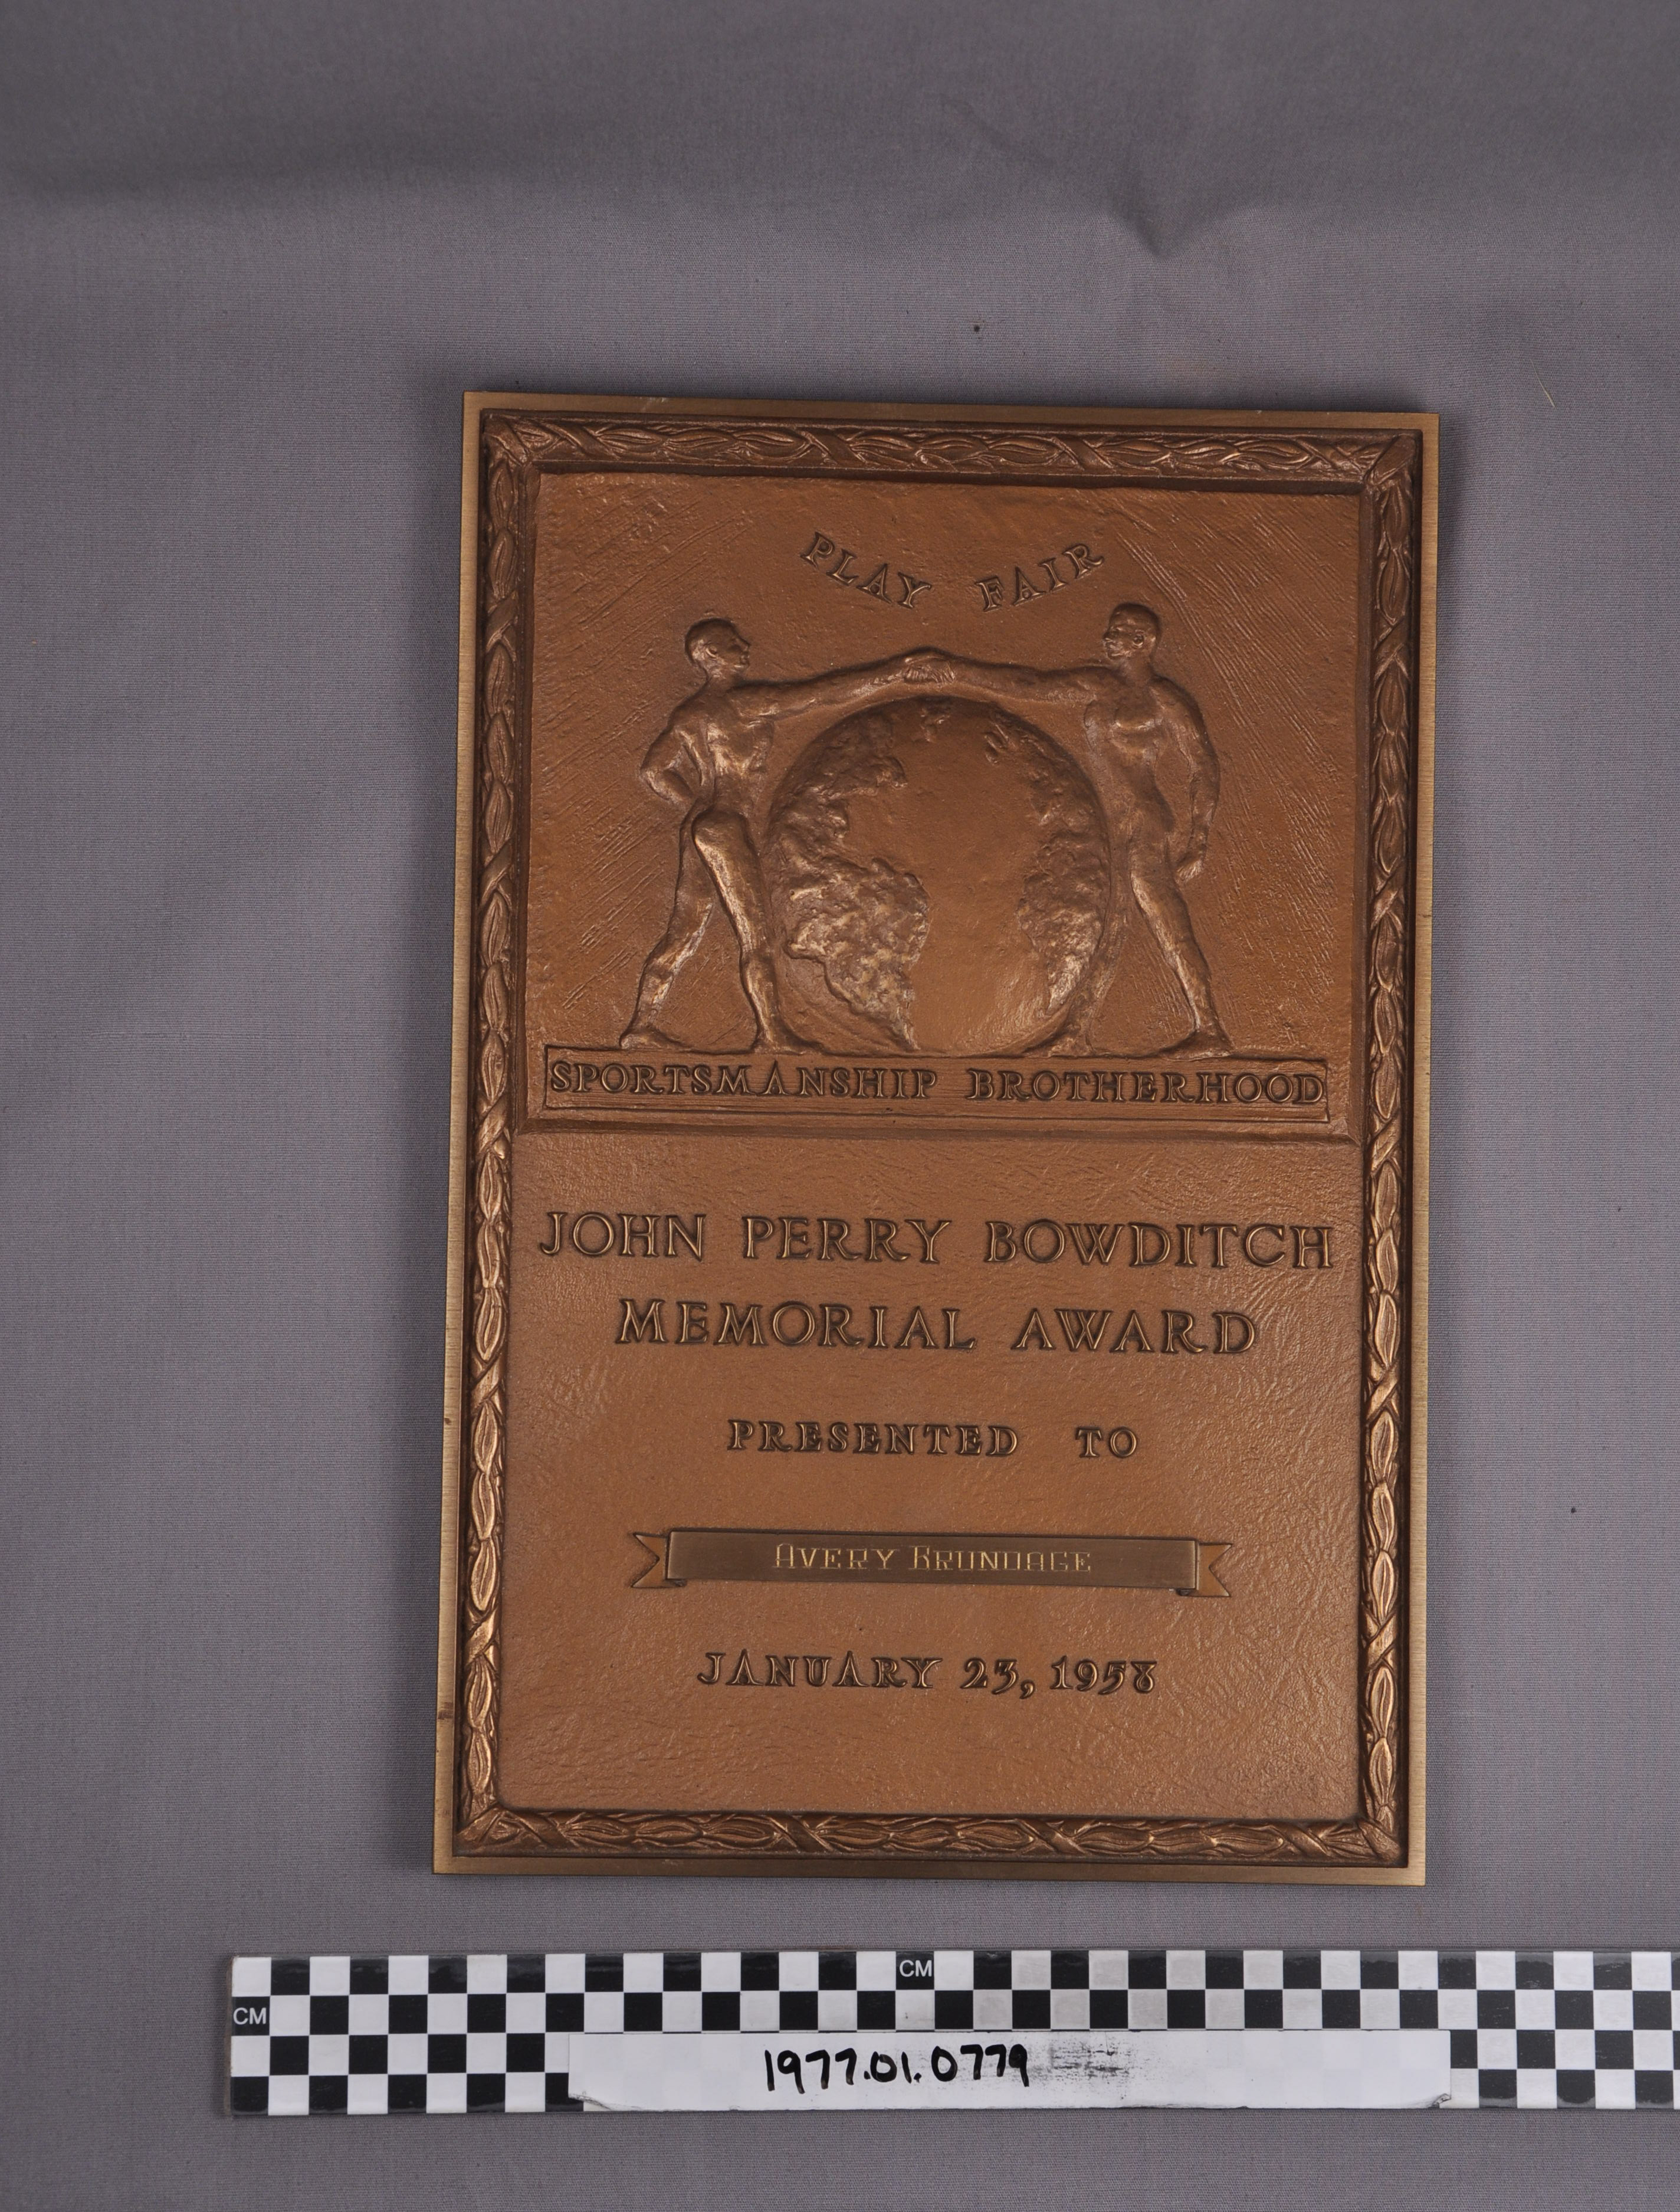 PLAY FAIR
SPORTSMANSHIP BROTHERHOOD
JOHN PERRY BOWDITCH
MEMORIAL AWARD
PRESENTED TO
AVERY BRUNDAGE
JANUARY 23, 1958
CM
CM
1977.01.0779